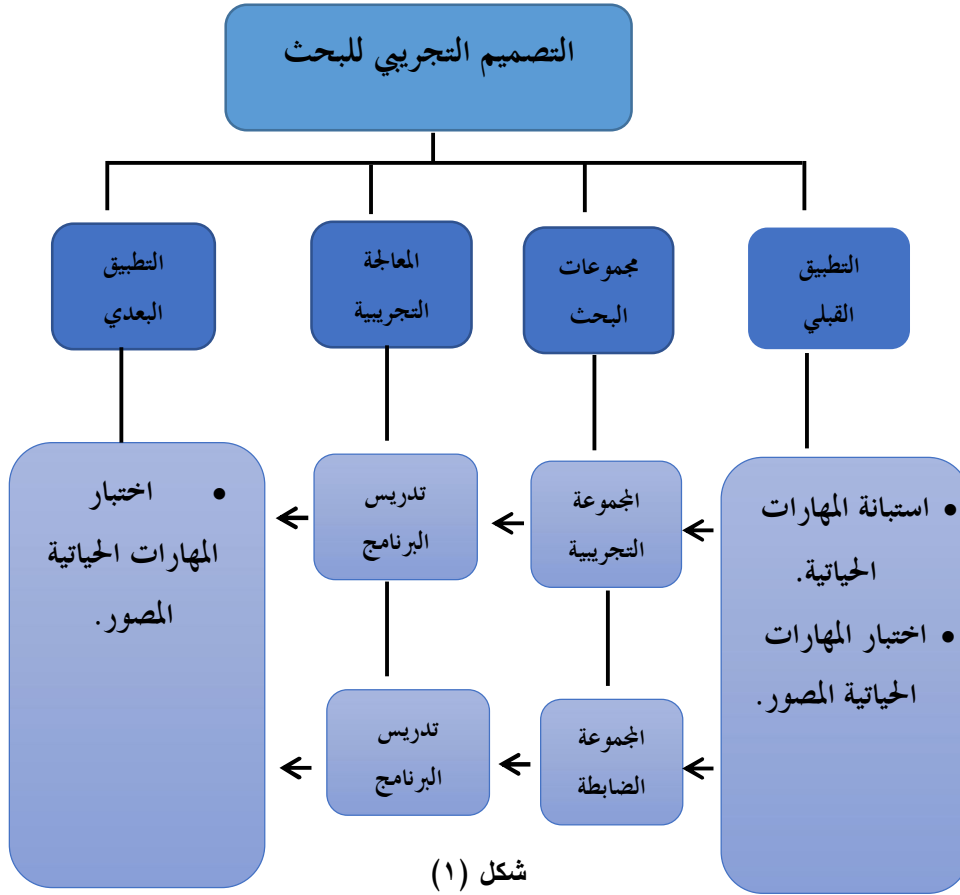 التصميم التجريبي للبحث
التطبيق
القبلي
مجموعات
البحث
المعالجة
التجريبية
التطبيق
البعدي
• استبانة المهارات
الحياتية.
• اختبار المهارات
الحياتية المصور.
المجموعة
التجريبية
تدريس
البرنامج
• اختبار
المهارات الحياتية
المصور.
المجموعة
الضابطة
تدريس
البرنامج
شكل (١)